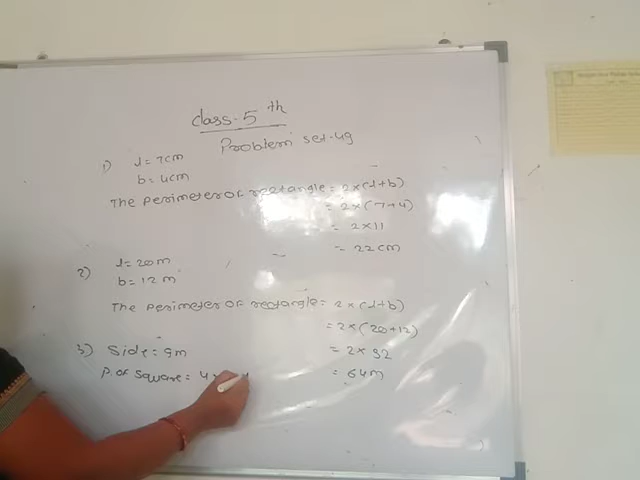 Class-5th
Problem set-49
1) l=7cm
b=4cm
The perimeter of rectangle = 2×(l+b)
= 2×(7+4)
= 2×11
= 22cm
2) l=20m
b=12m
The perimeter of rectangle = 2×(l+b)
=2×(20+12)
=2×32
= 64m
3) Side=9m
P. of square = 4×